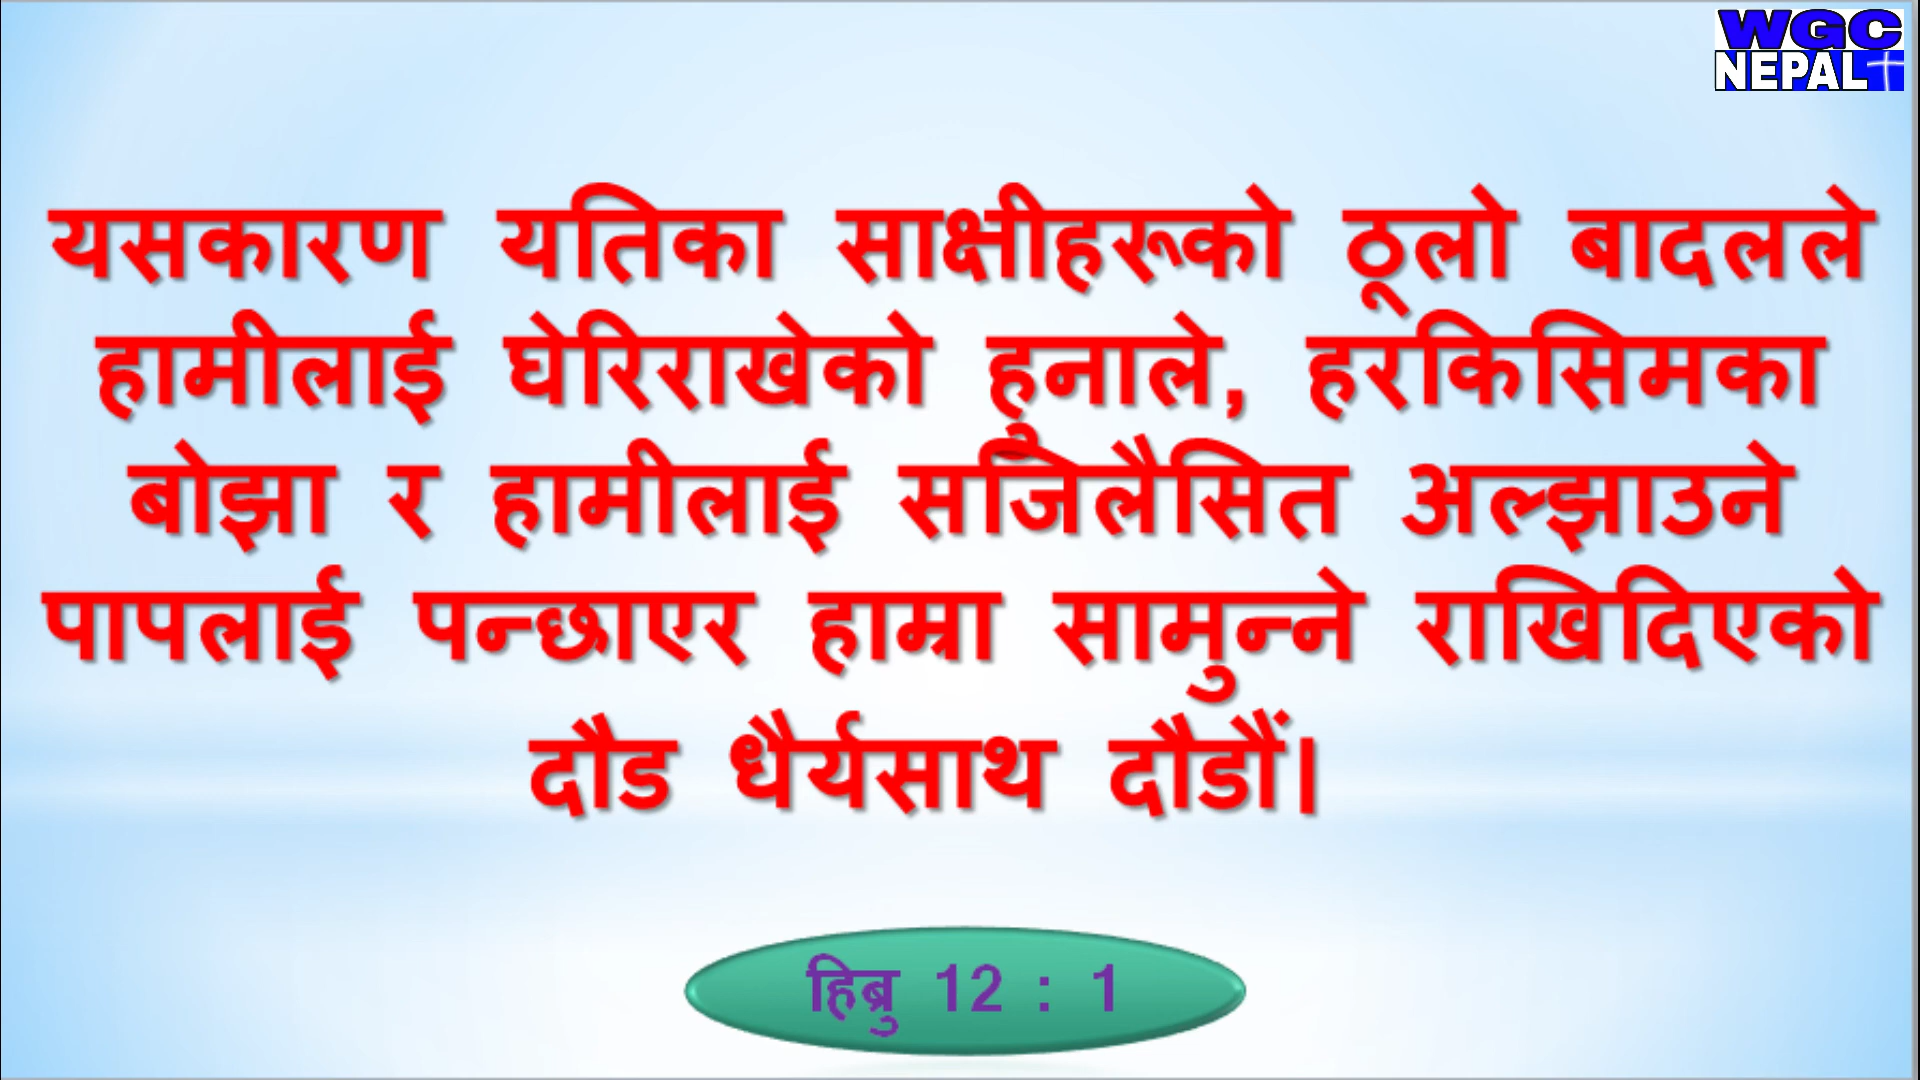 WGC
NEPAL
यसकारण यतिका साक्षीहरूको ठूलो बादलले
हामीलाई घेरिराखेको हुनाले, हरकिसिमका
बोझा र हामीलाई सजिलैसित अल्झाउने
पापलाई पन्छाएर हाम्रा सामुन्ने राखिदिएको
दौड धैर्यसाथ दौडौं।
हिब्रु 12 : 1